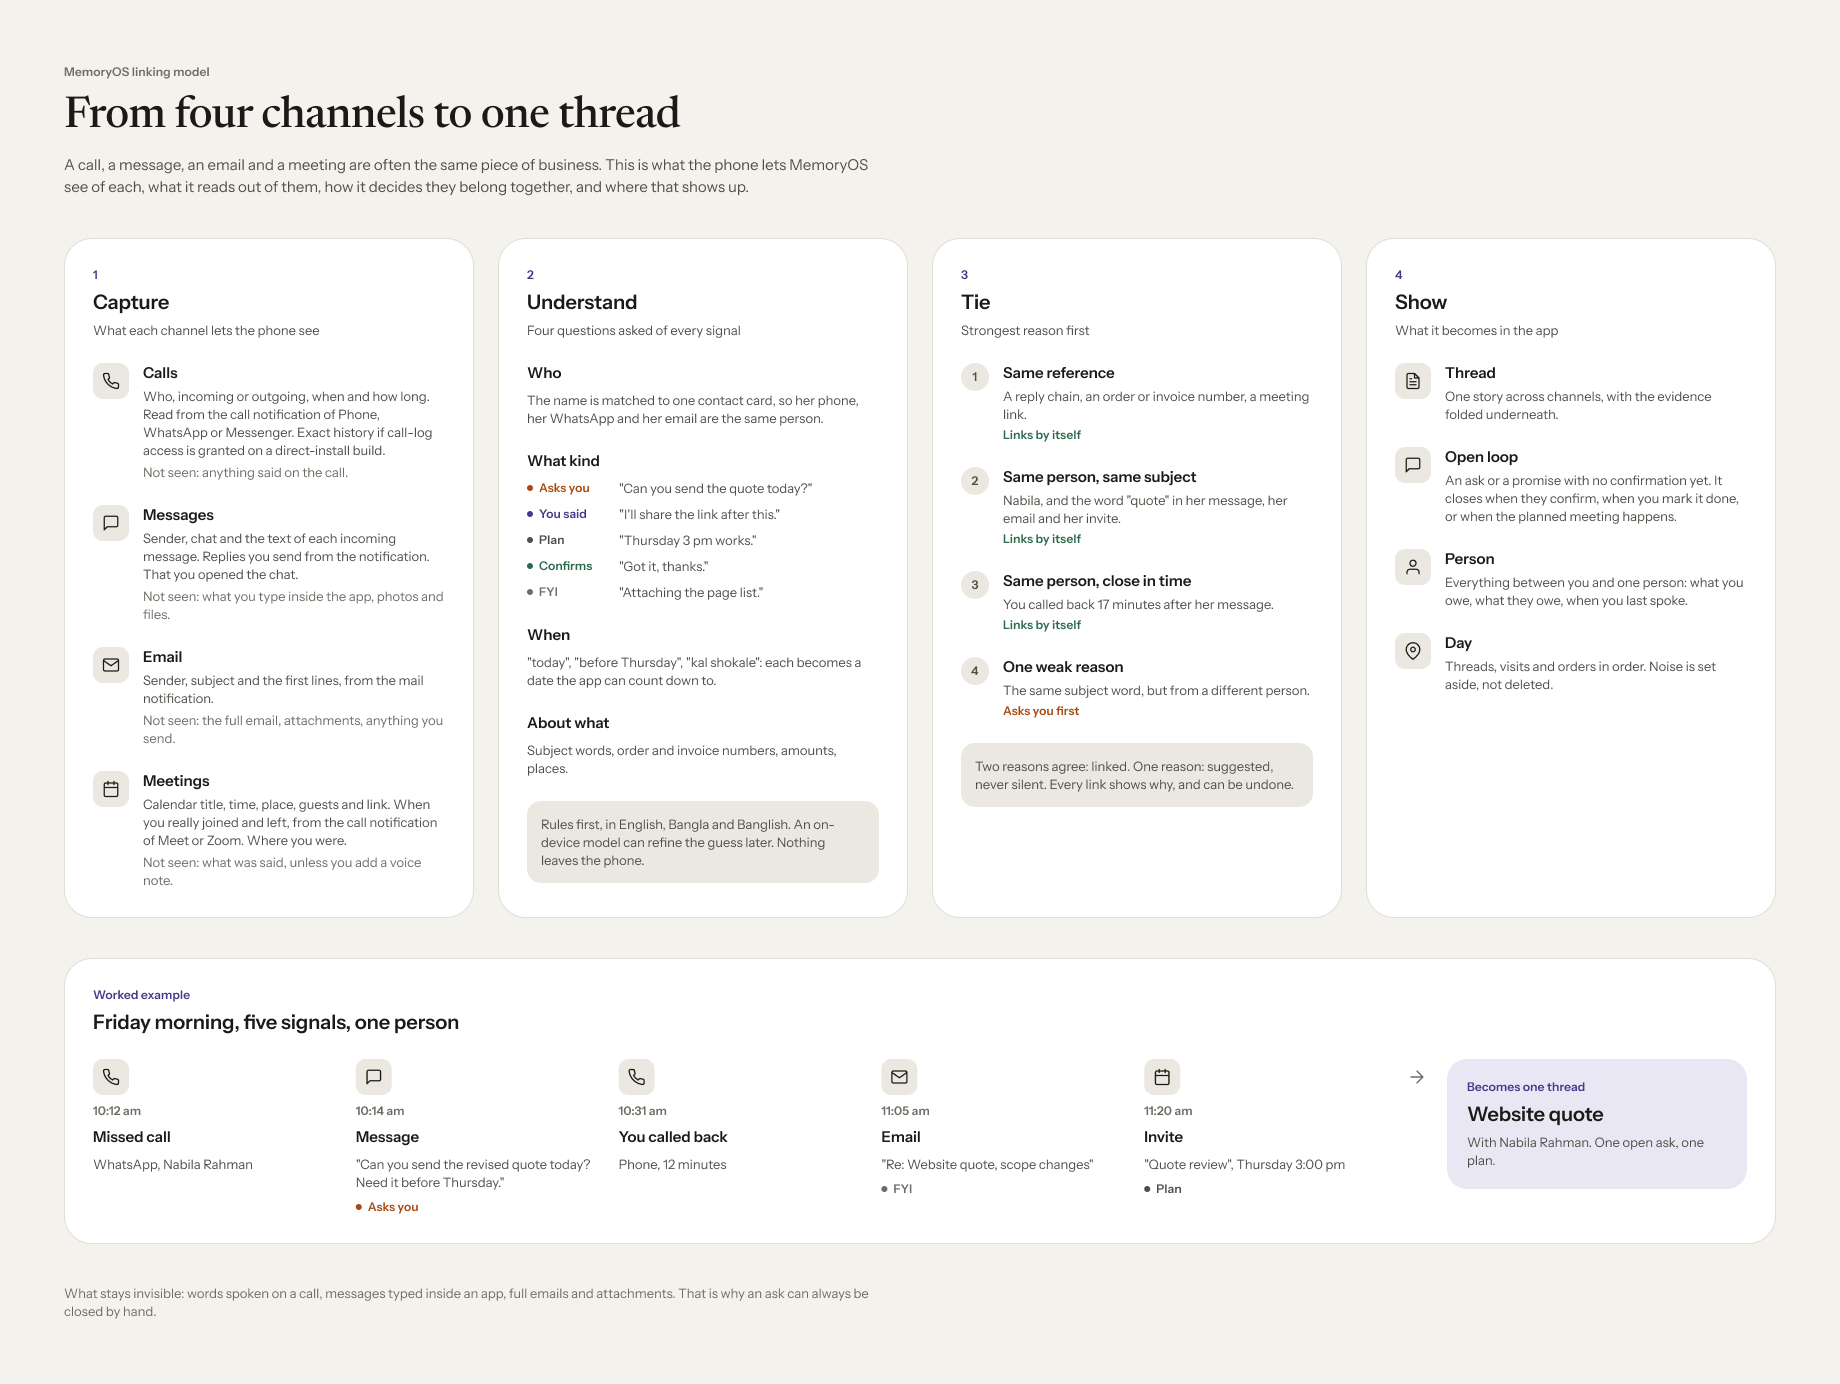 MemoryOS linking model
From four channels to one thread
A call, a message, an email and a meeting are often the same piece of business. This is what the phone lets MemoryOS
see of each, what it reads out of them, how it decides they belong together, and where that shows up.
1
Capture
What each channel lets the phone see
Calls
Who, incoming or outgoing, when and how long.
Read from the call notification of Phone,
WhatsApp or Messenger. Exact history if call-log
access is granted on a direct-install build.
Not seen: anything said on the call.
Messages
Sender, chat and the text of each incoming
message. Replies you send from the notification.
That you opened the chat.
Not seen: what you type inside the app, photos and
files.
Email
Sender, subject and the first lines, from the mail
notification.
Not seen: the full email, attachments, anything you
send.
Meetings
Calendar title, time, place, guests and link. When
you really joined and left, from the call notification
of Meet or Zoom. Where you were.
Not seen: what was said, unless you add a voice
note.
2
Understand
Four questions asked of every signal
Who
The name is matched to one contact card, so her phone,
her WhatsApp and her email are the same person.
What kind
Asks you "Can you send the quote today?"
You said "I'll share the link after this."
Plan "Thursday 3 pm works."
Confirms "Got it, thanks."
FYI "Attaching the page list."
When
"today", "before Thursday", "kal shokale": each becomes a
date the app can count down to.
About what
Subject words, order and invoice numbers, amounts,
places.
Rules first, in English, Bangla and Banglish. An on-
device model can refine the guess later. Nothing
leaves the phone.
3
Tie
Strongest reason first
1
Same reference
A reply chain, an order or invoice number, a meeting
link.
Links by itself
2
Same person, same subject
Nabila, and the word "quote" in her message, her
email and her invite.
Links by itself
3
Same person, close in time
You called back 17 minutes after her message.
Links by itself
4
One weak reason
The same subject word, but from a different person.
Asks you first
Two reasons agree: linked. One reason: suggested,
never silent. Every link shows why, and can be undone.
4
Show
What it becomes in the app
Thread
One story across channels, with the evidence
folded underneath.
Open loop
An ask or a promise with no confirmation yet. It
closes when they confirm, when you mark it done,
or when the planned meeting happens.
Person
Everything between you and one person: what you
owe, what they owe, when you last spoke.
Day
Threads, visits and orders in order. Noise is set
aside, not deleted.
Worked example
Friday morning, five signals, one person
10:12 am
Missed call
WhatsApp, Nabila Rahman
10:14 am
Message
"Can you send the revised quote today?
Need it before Thursday."
Asks you
10:31 am
You called back
Phone, 12 minutes
11:05 am
Email
"Re: Website quote, scope changes"
FYI
11:20 am
Invite
"Quote review", Thursday 3:00 pm
Plan
Becomes one thread
Website quote
With Nabila Rahman. One open ask, one
plan.
What stays invisible: words spoken on a call, messages typed inside an app, full emails and attachments. That is why an ask can always be
closed by hand.